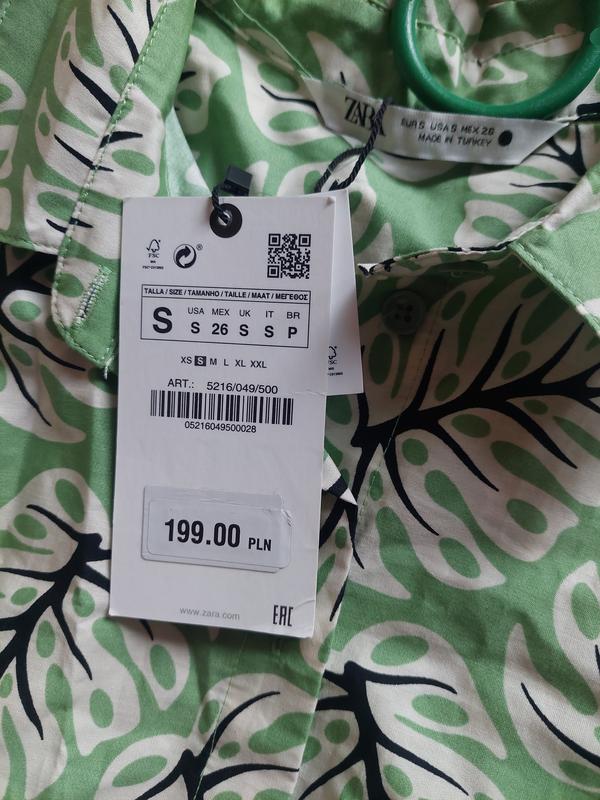 ZARA
EUR S USA S MEX 26
MADE IN TURKEY
FSC
TALLA / SIZE / TAMANHO / TAILLE / MAAT / ΜΕΓΕΘΟΣ
S
USA MEX UK IT BR
S 26 S S P
XS S M L XL XXL
ART.: 5216/049/500
05216049500028
199.00 PLN
www.zara.com
EAC